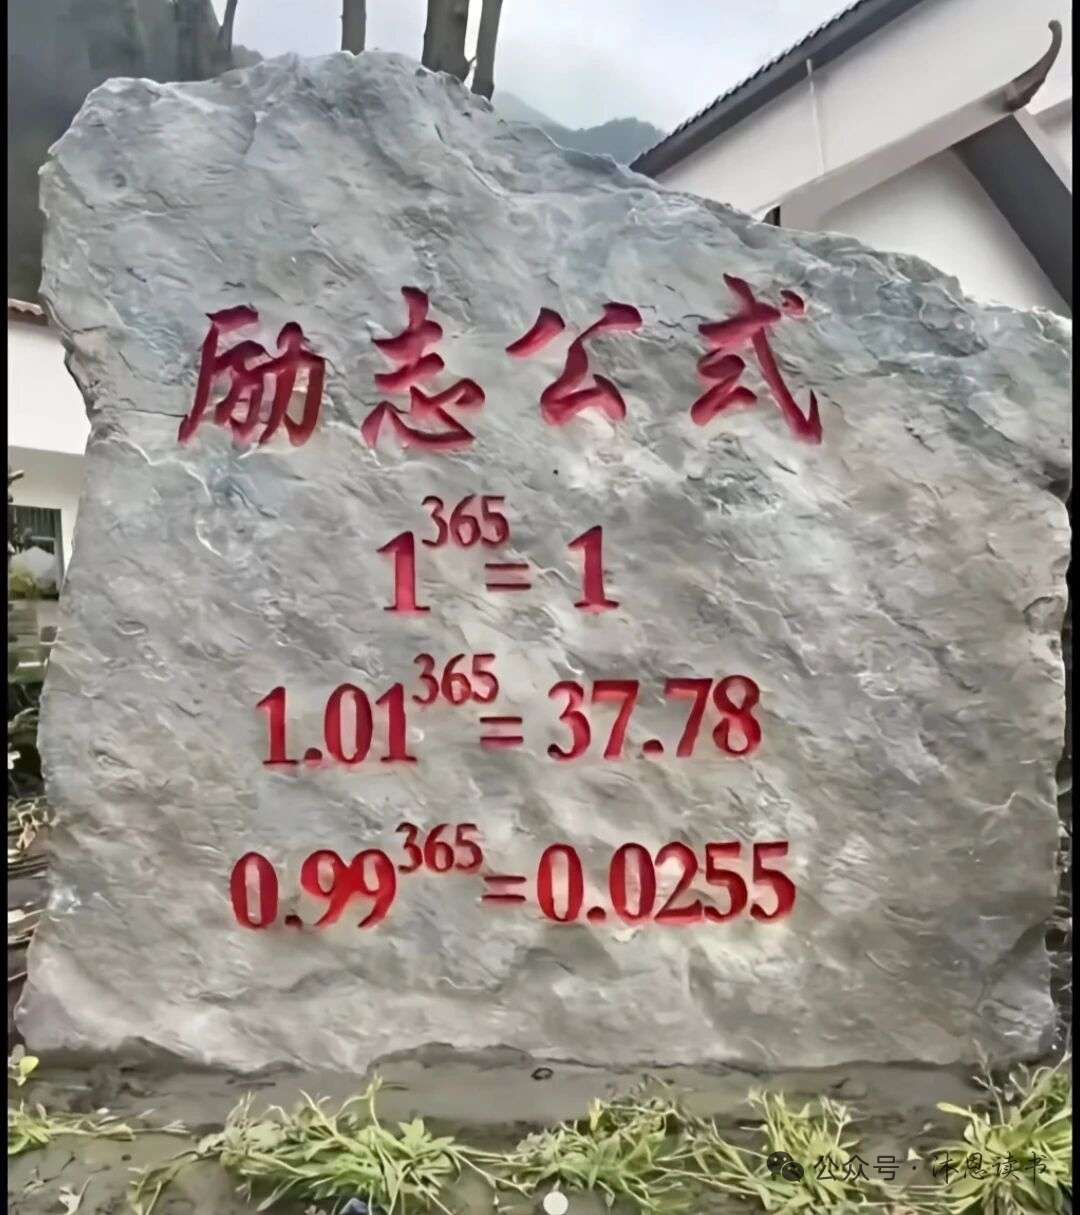 励志公式
1³⁶⁵ = 1
1.01³⁶⁵ = 37.78
0.99³⁶⁵ = 0.0255
公众号·沐恩读书